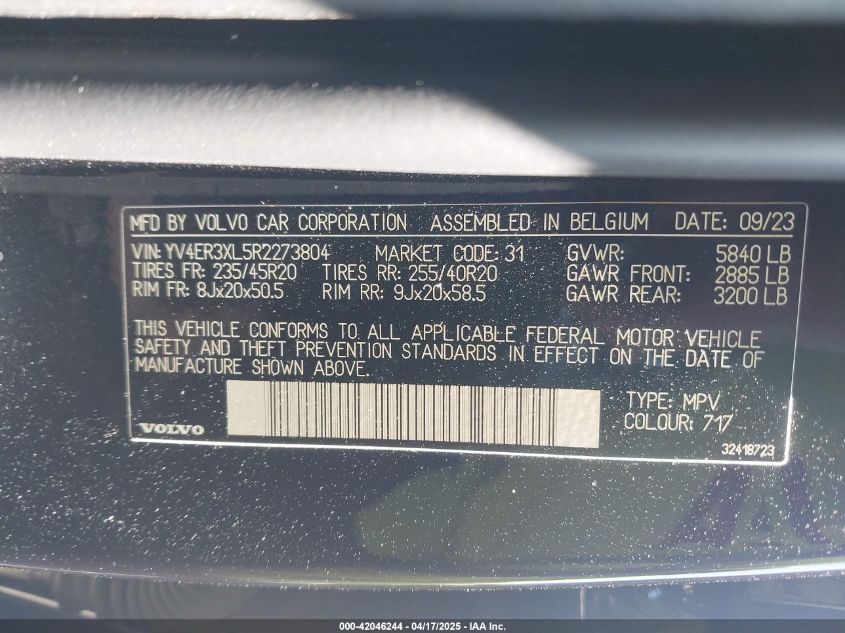 MFD BY VOLVO CAR CORPORATION ASSEMBLED IN BELGIUM DATE: 09/23
VIN: YV4ER3XL5R2273804 MARKET CODE: 31 GVWR: 5840 LB
TIRES FR: 235/45R20 TIRES RR: 255/40R20 GAWR FRONT: 2885 LB
RIM FR: 8Jx20x50.5 RIM RR: 9Jx20x58.5 GAWR REAR: 3200 LB
THIS VEHICLE CONFORMS TO ALL APPLICABLE FEDERAL MOTOR VEHICLE
SAFETY AND THEFT PREVENTION STANDARDS IN EFFECT ON THE DATE OF
MANUFACTURE SHOWN ABOVE.
TYPE: MPV
COLOUR: 717
VOLVO
32418723
000-42046244 - 04/17/2025 - IAA Inc.